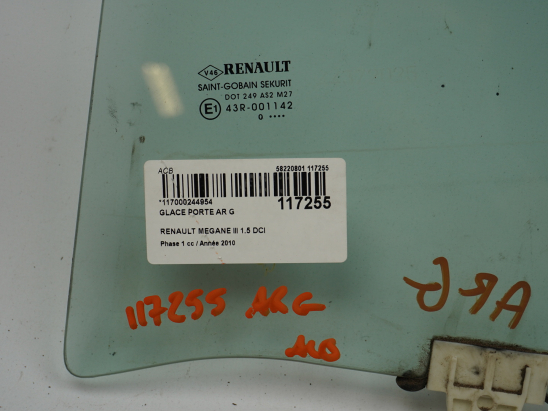 V46 RENAULT
SAINT-GOBAIN SEKURIT
DOT 249 AS2 M27
E1 43R-001142
0 ••••
ACB 58220801 117255
*117000244954 117255
GLACE PORTE AR G
RENAULT MEGANE III 1.5 DCI
Phase 1 cc / Année 2010
117255 ARG
ARG